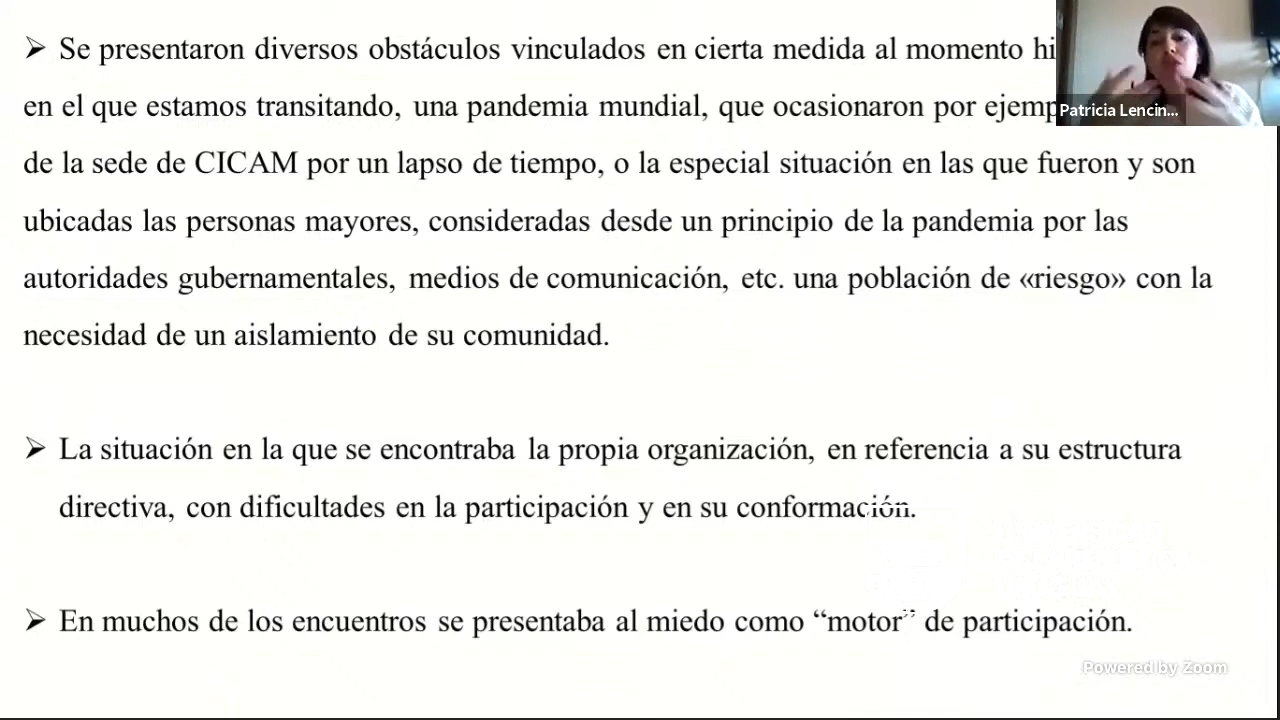 ➢ Se presentaron diversos obstáculos vinculados en cierta medida al momento
en el que estamos transitando, una pandemia mundial, que ocasionaron por
de la sede de CICAM por un lapso de tiempo, o la especial situación en las que fueron y son
ubicadas las personas mayores, consideradas desde un principio de la pandemia por las
autoridades gubernamentales, medios de comunicación, etc. una población de «riesgo» con la
necesidad de un aislamiento de su comunidad.
➢ La situación en la que se encontraba la propia organización, en referencia a su estructura
directiva, con dificultades en la participación y en su conformación.
➢ En muchos de los encuentros se presentaba al miedo como “motor” de participación.
Patricia Lencin...
Powered by Zoom